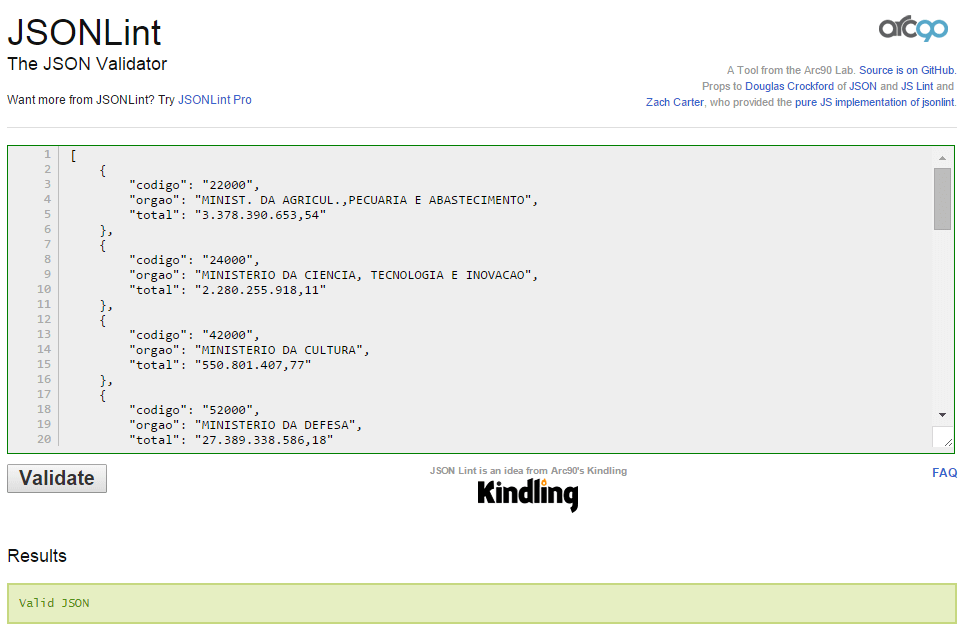 JSONLint
The JSON Validator
Want more from JSONLint? Try JSONLint Pro
arc90
A Tool from the Arc90 Lab. Source is on GitHub.
Props to Douglas Crockford of JSON and JS Lint and
Zach Carter, who provided the pure JS implementation of jsonlint.
1 [
2 {
3 "codigo": "22000",
4 "orgao": "MINIST. DA AGRICUL.,PECUARIA E ABASTECIMENTO",
5 "total": "3.378.390.653,54"
6 },
7 {
8 "codigo": "24000",
9 "orgao": "MINISTERIO DA CIENCIA, TECNOLOGIA E INOVACAO",
10 "total": "2.280.255.918,11"
11 },
12 {
13 "codigo": "42000",
14 "orgao": "MINISTERIO DA CULTURA",
15 "total": "550.801.407,77"
16 },
17 {
18 "codigo": "52000",
19 "orgao": "MINISTERIO DA DEFESA",
20 "total": "27.389.338.586,18"
Validate
JSON Lint is an idea from Arc90's Kindling
Kindling
FAQ
Results
Valid JSON